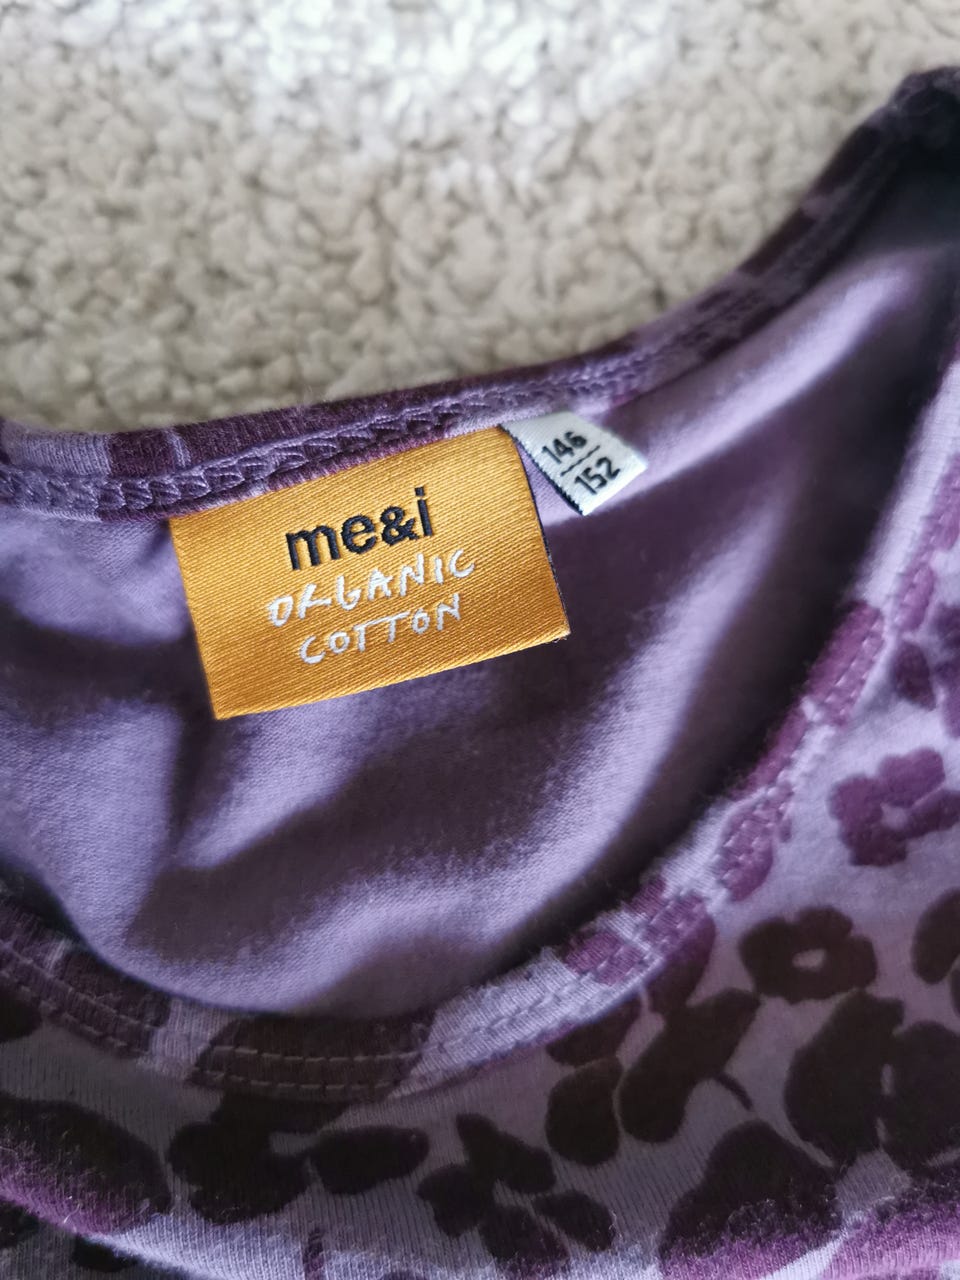 me&i
ORGANIC
COTTON
146
152